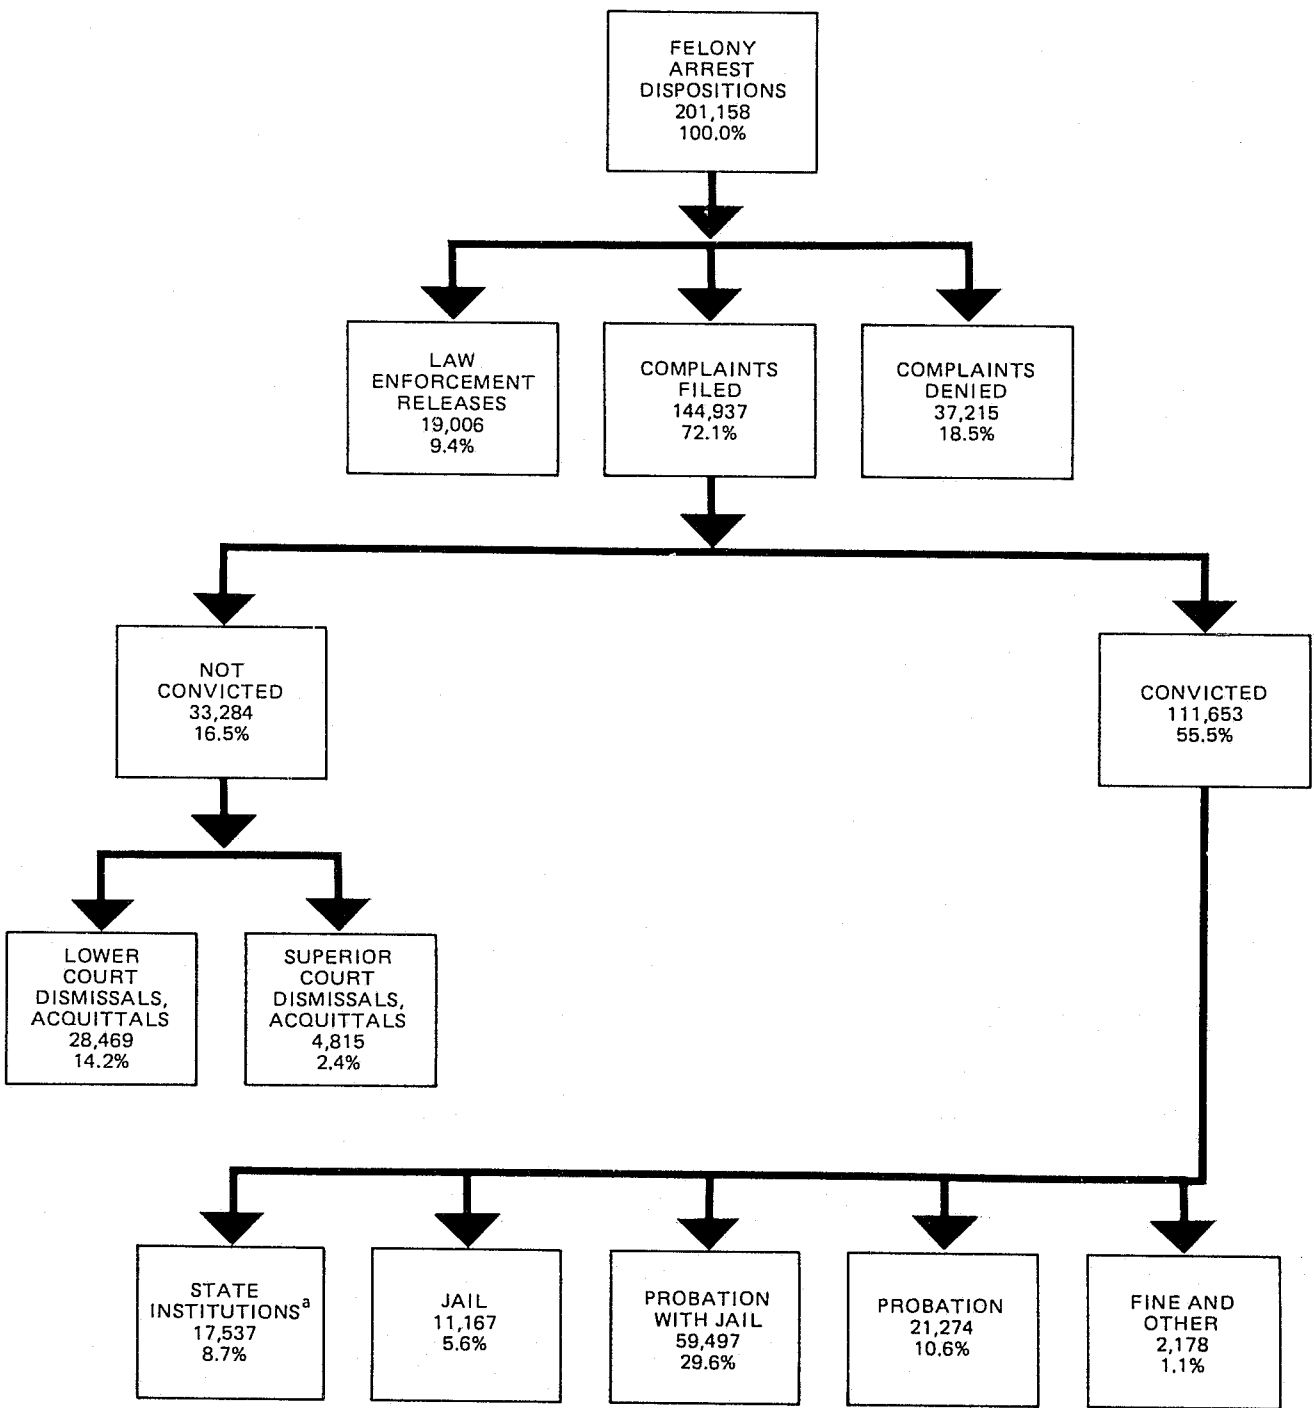 FELONY
ARREST
DISPOSITIONS
201,158
100.0%
LAW
ENFORCEMENT
RELEASES
19,006
9.4%
COMPLAINTS
FILED
144,937
72.1%
COMPLAINTS
DENIED
37,215
18.5%
NOT
CONVICTED
33,284
16.5%
CONVICTED
111,653
55.5%
LOWER
COURT
DISMISSALS,
ACQUITTALS
28,469
14.2%
SUPERIOR
COURT
DISMISSALS,
ACQUITTALS
4,815
2.4%
STATE
INSTITUTIONSª
17,537
8.7%
JAIL
11,167
5.6%
PROBATION
WITH JAIL
59,497
29.6%
PROBATION
21,274
10.6%
FINE AND
OTHER
2,178
1.1%